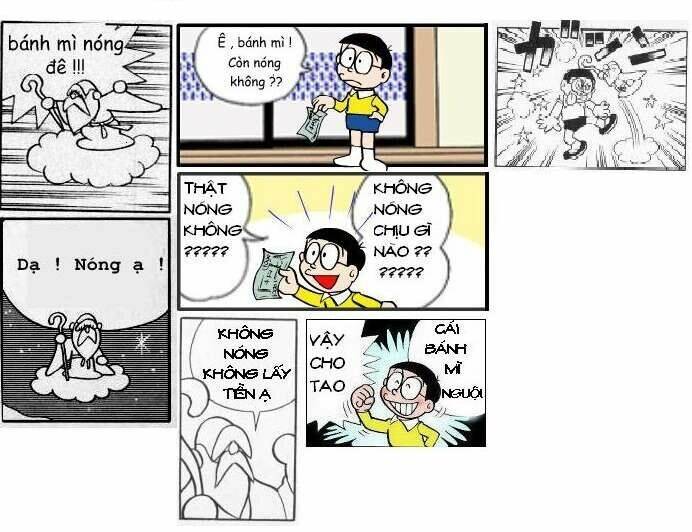 bánh mì nóng
đê !!!
Ê , bánh mì !
Còn nóng
không ??
Dạ ! Nóng ạ !
THẬT
NÓNG
KHÔNG
?????
KHÔNG
NÓNG
CHỊU GÌ
NÀO ??
?????
KHÔNG
NÓNG
KHÔNG LẤY
TIỀN Ạ
VẬY
CHO
TAO
CÁI
BÁNH
MÌ
NGUỘI